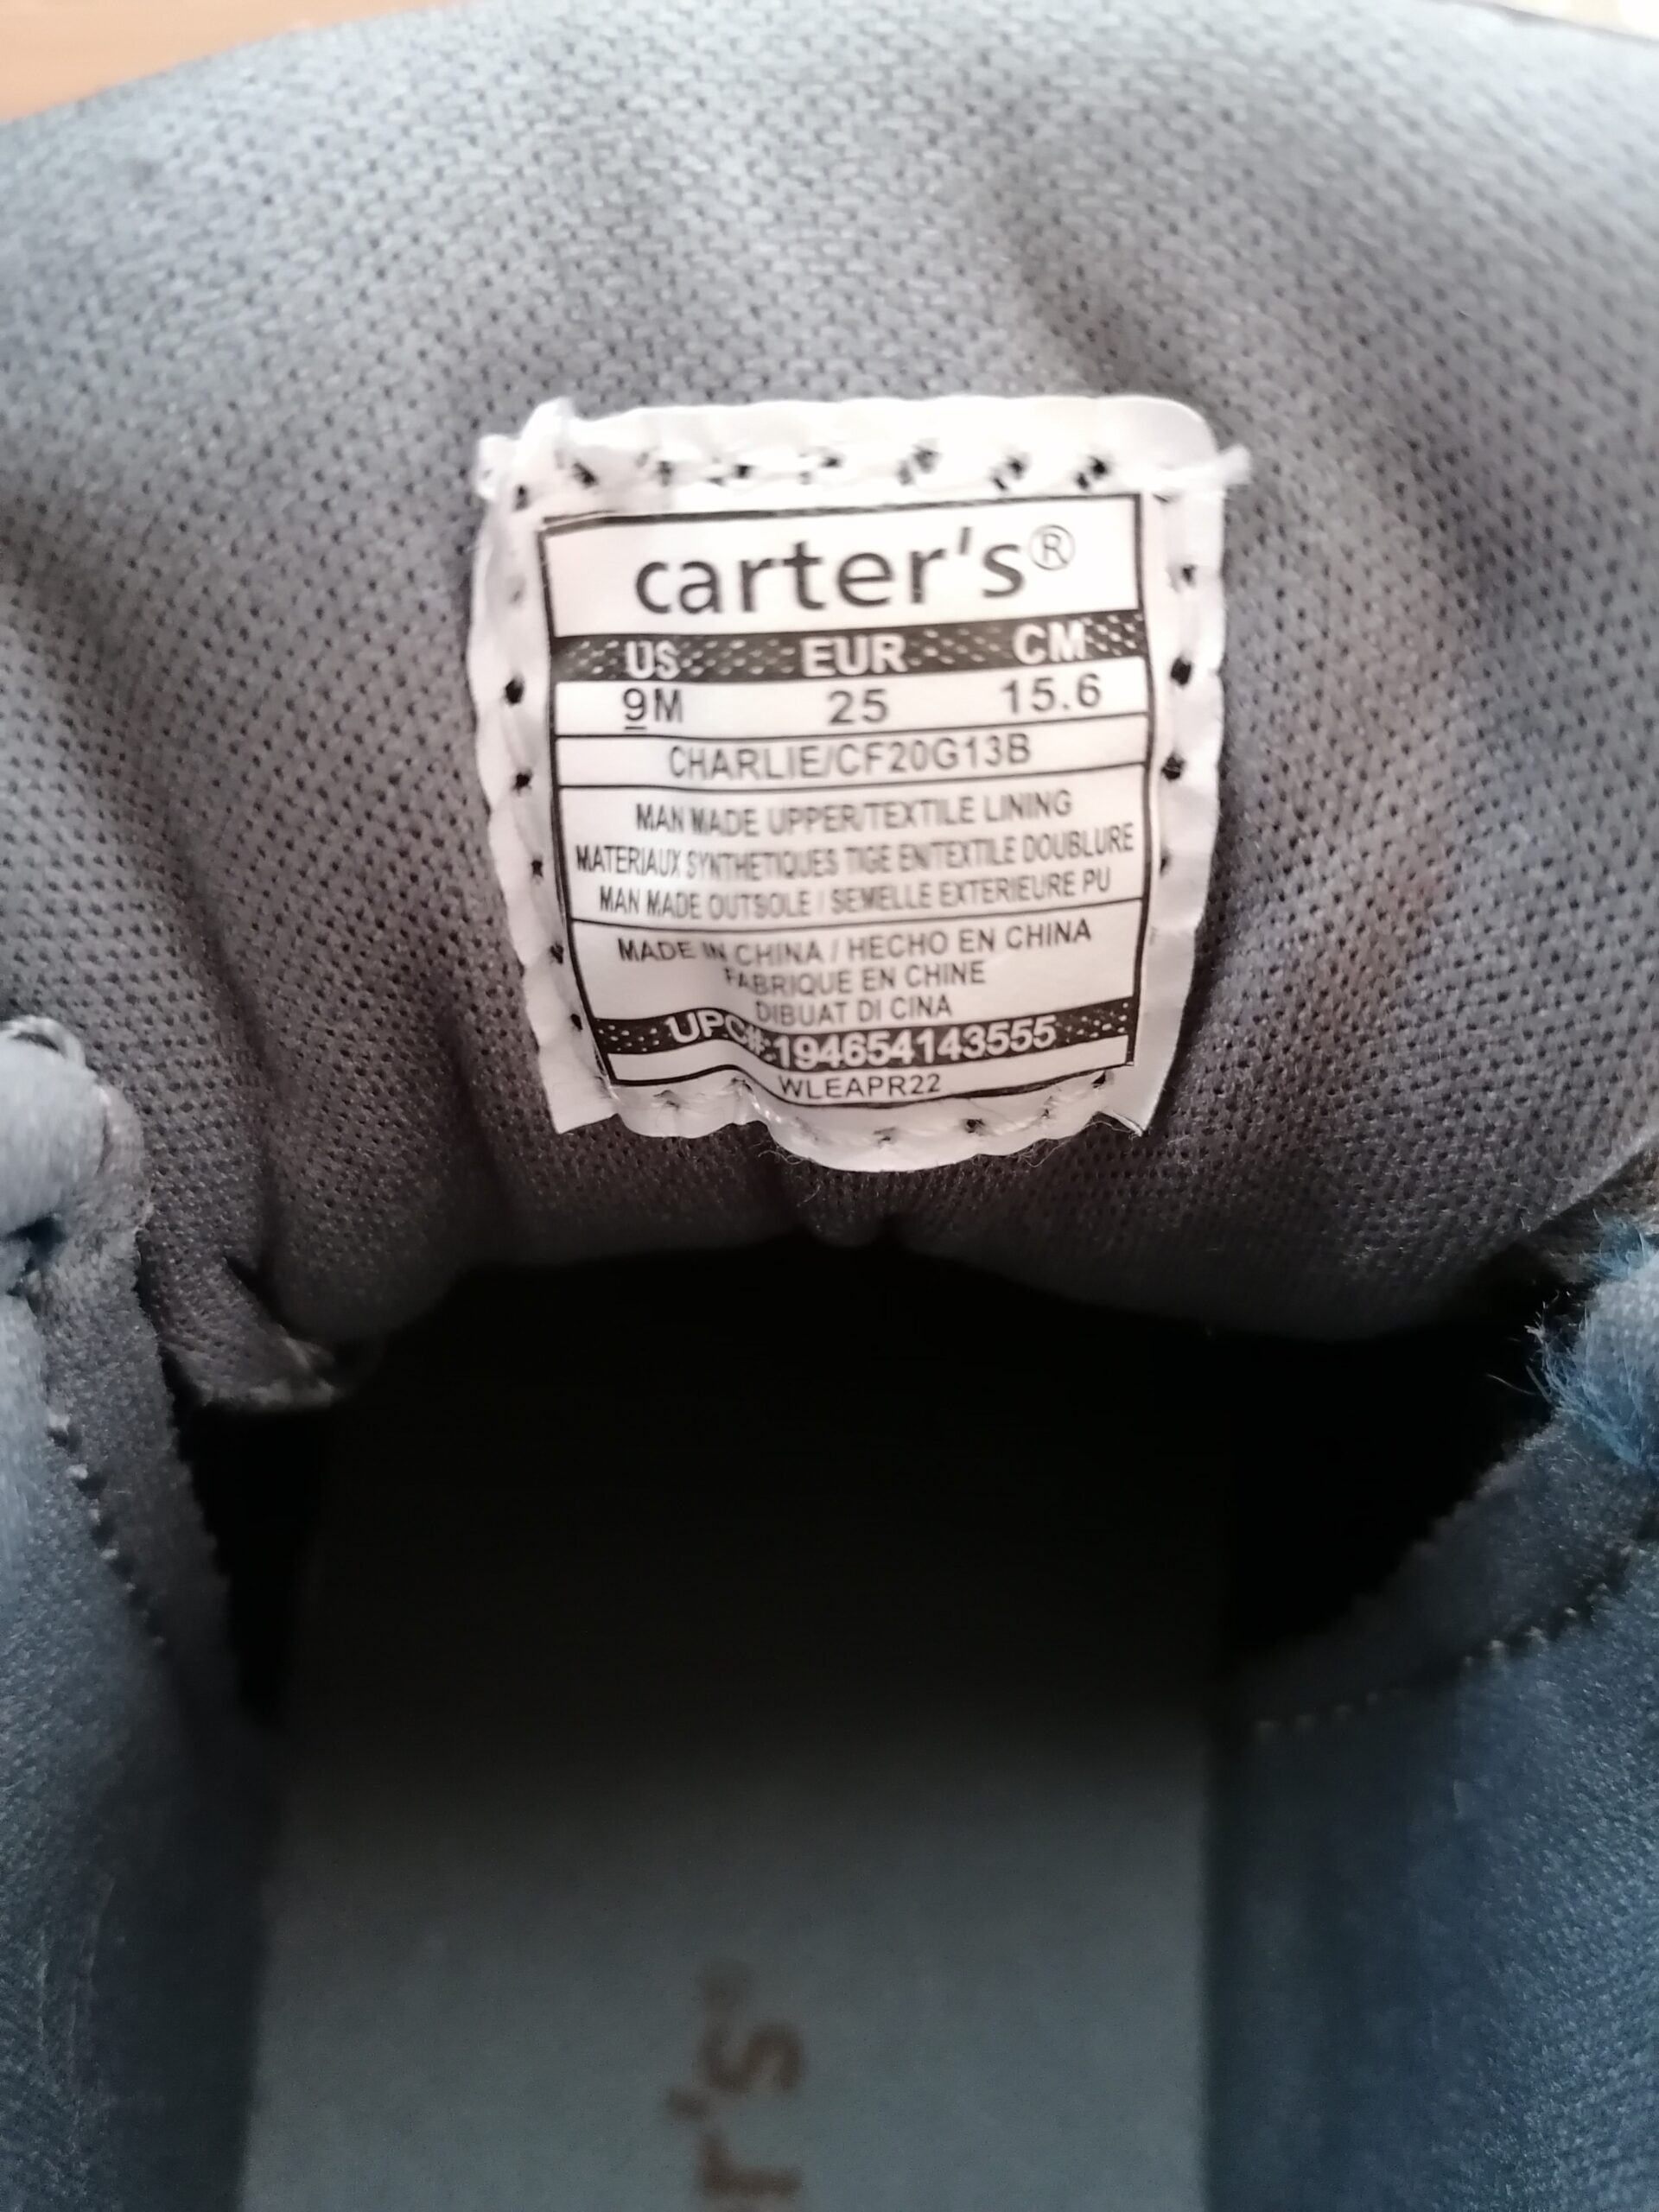 carter's®
US EUR CM
9M 25 15.6
CHARLIE/CF20G13B
MAN MADE UPPER/TEXTILE LINING
MATERIAUX SYNTHETIQUES TIGE EN/TEXTILE DOUBLURE
MAN MADE OUTSOLE / SEMELLE EXTERIEURE PU
MADE IN CHINA / HECHO EN CHINA
FABRIQUE EN CHINE
DIBUAT DI CINA
UPC#:194654143555
WLEAPR22
r's